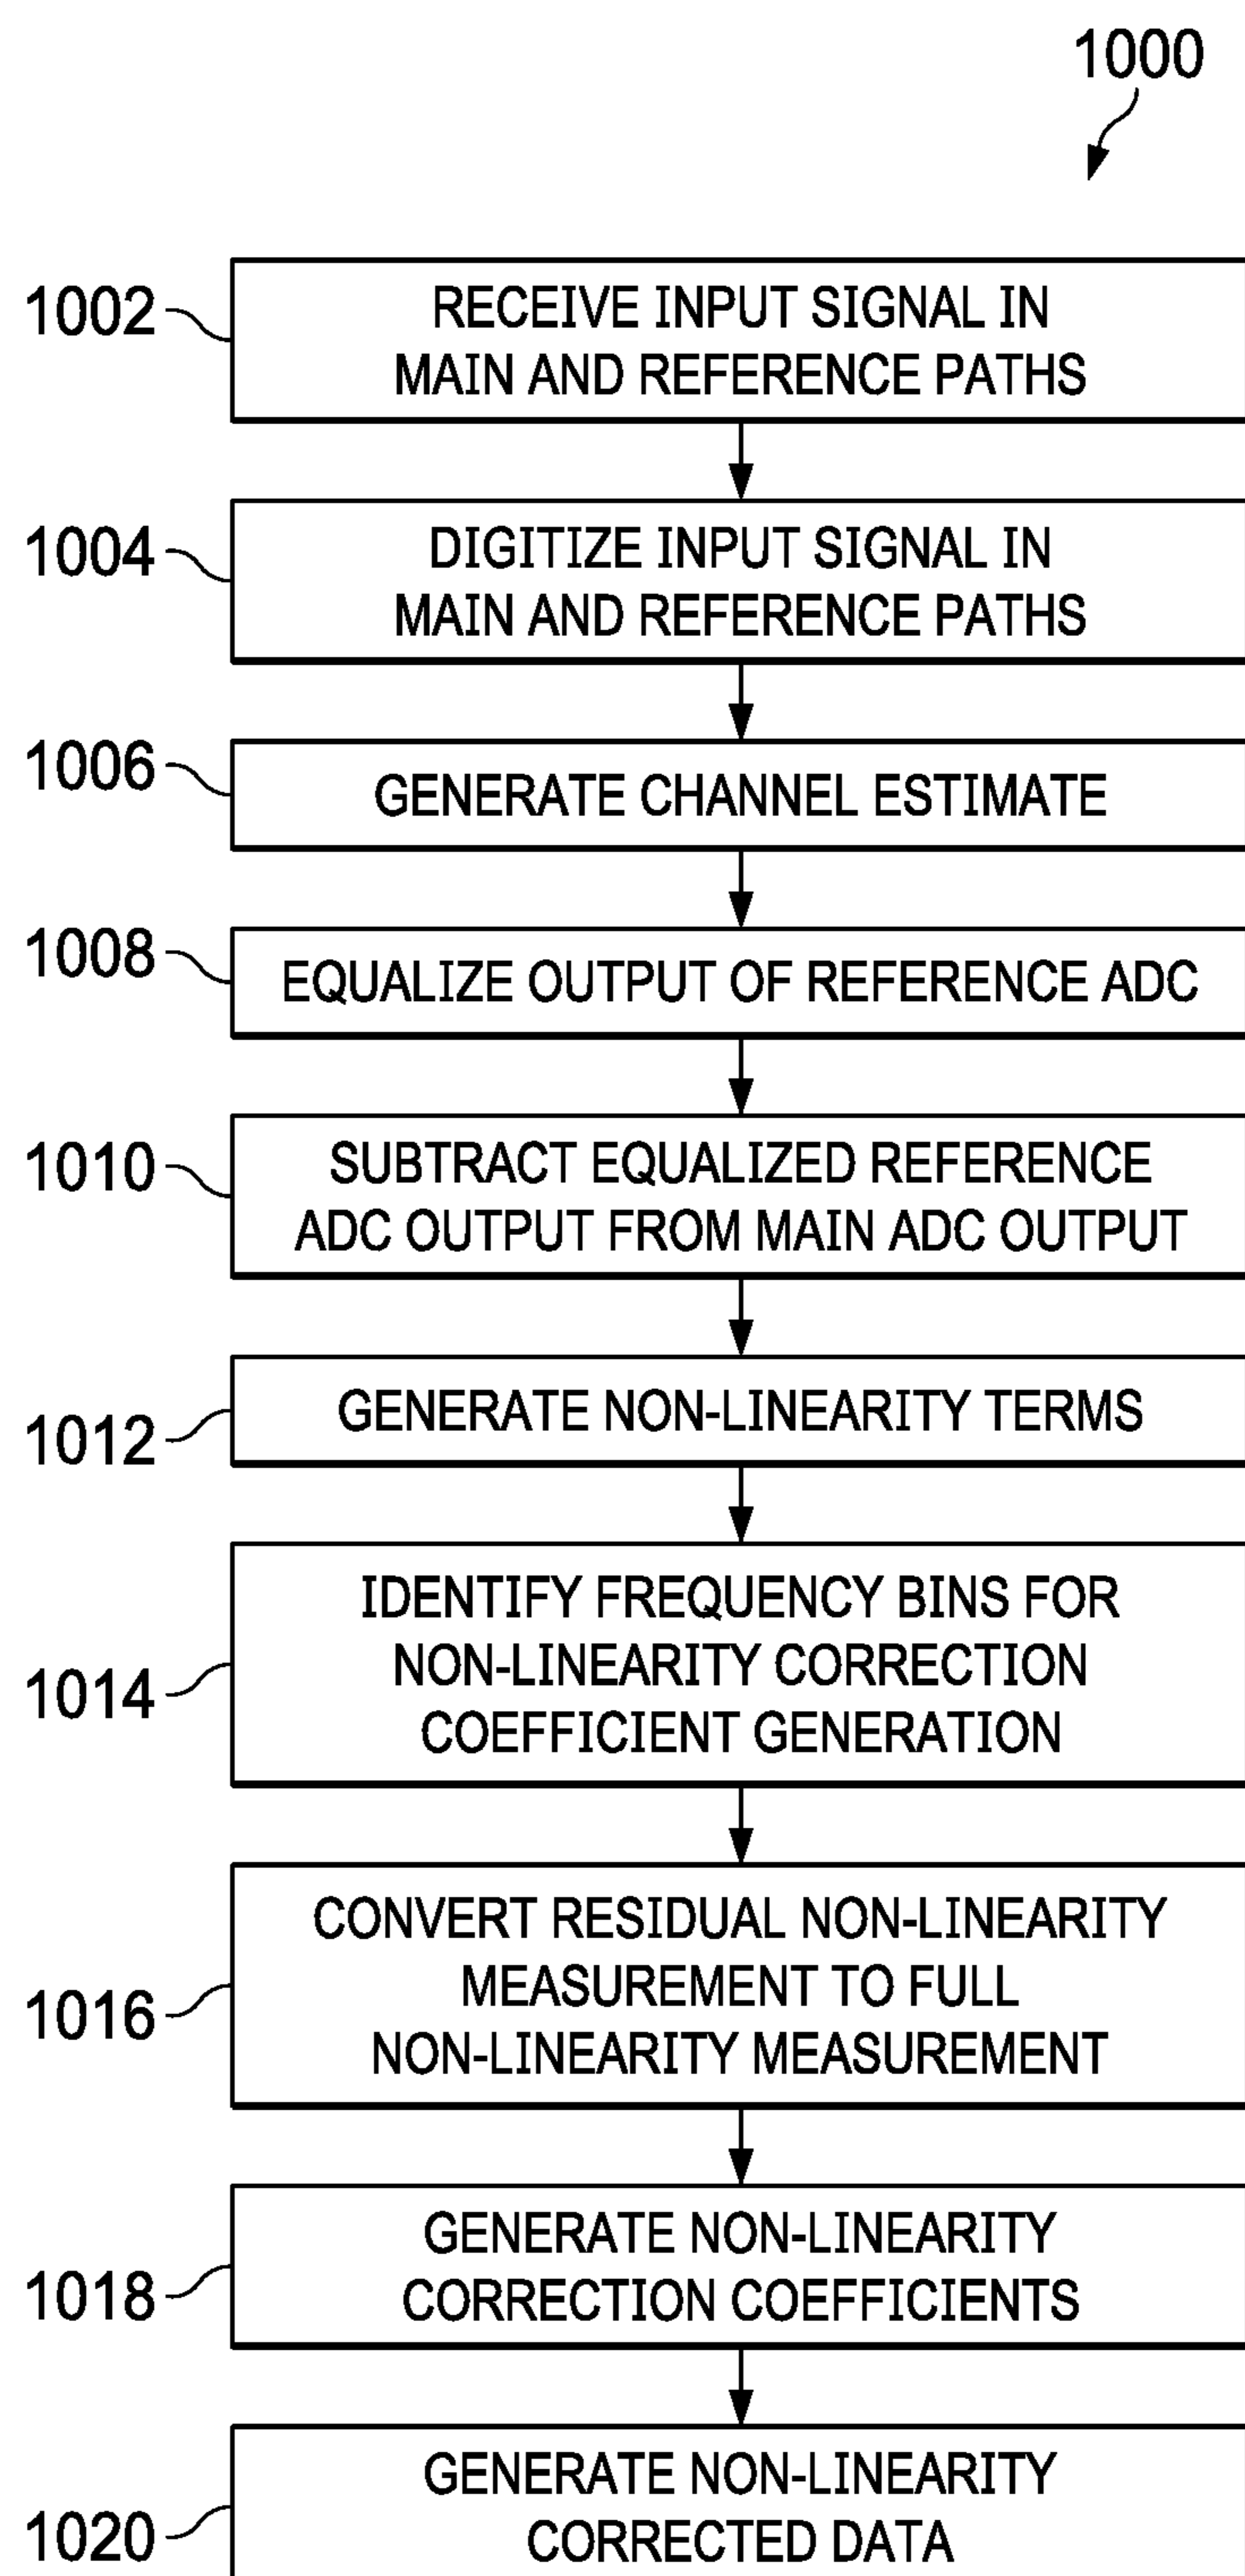 1000
1002
RECEIVE INPUT SIGNAL IN
MAIN AND REFERENCE PATHS
1004
DIGITIZE INPUT SIGNAL IN
MAIN AND REFERENCE PATHS
1006
GENERATE CHANNEL ESTIMATE
1008
EQUALIZE OUTPUT OF REFERENCE ADC
1010
SUBTRACT EQUALIZED REFERENCE
ADC OUTPUT FROM MAIN ADC OUTPUT
1012
GENERATE NON-LINEARITY TERMS
1014
IDENTIFY FREQUENCY BINS FOR
NON-LINEARITY CORRECTION
COEFFICIENT GENERATION
1016
CONVERT RESIDUAL NON-LINEARITY
MEASUREMENT TO FULL
NON-LINEARITY MEASUREMENT
1018
GENERATE NON-LINEARITY
CORRECTION COEFFICIENTS
1020
GENERATE NON-LINEARITY
CORRECTED DATA